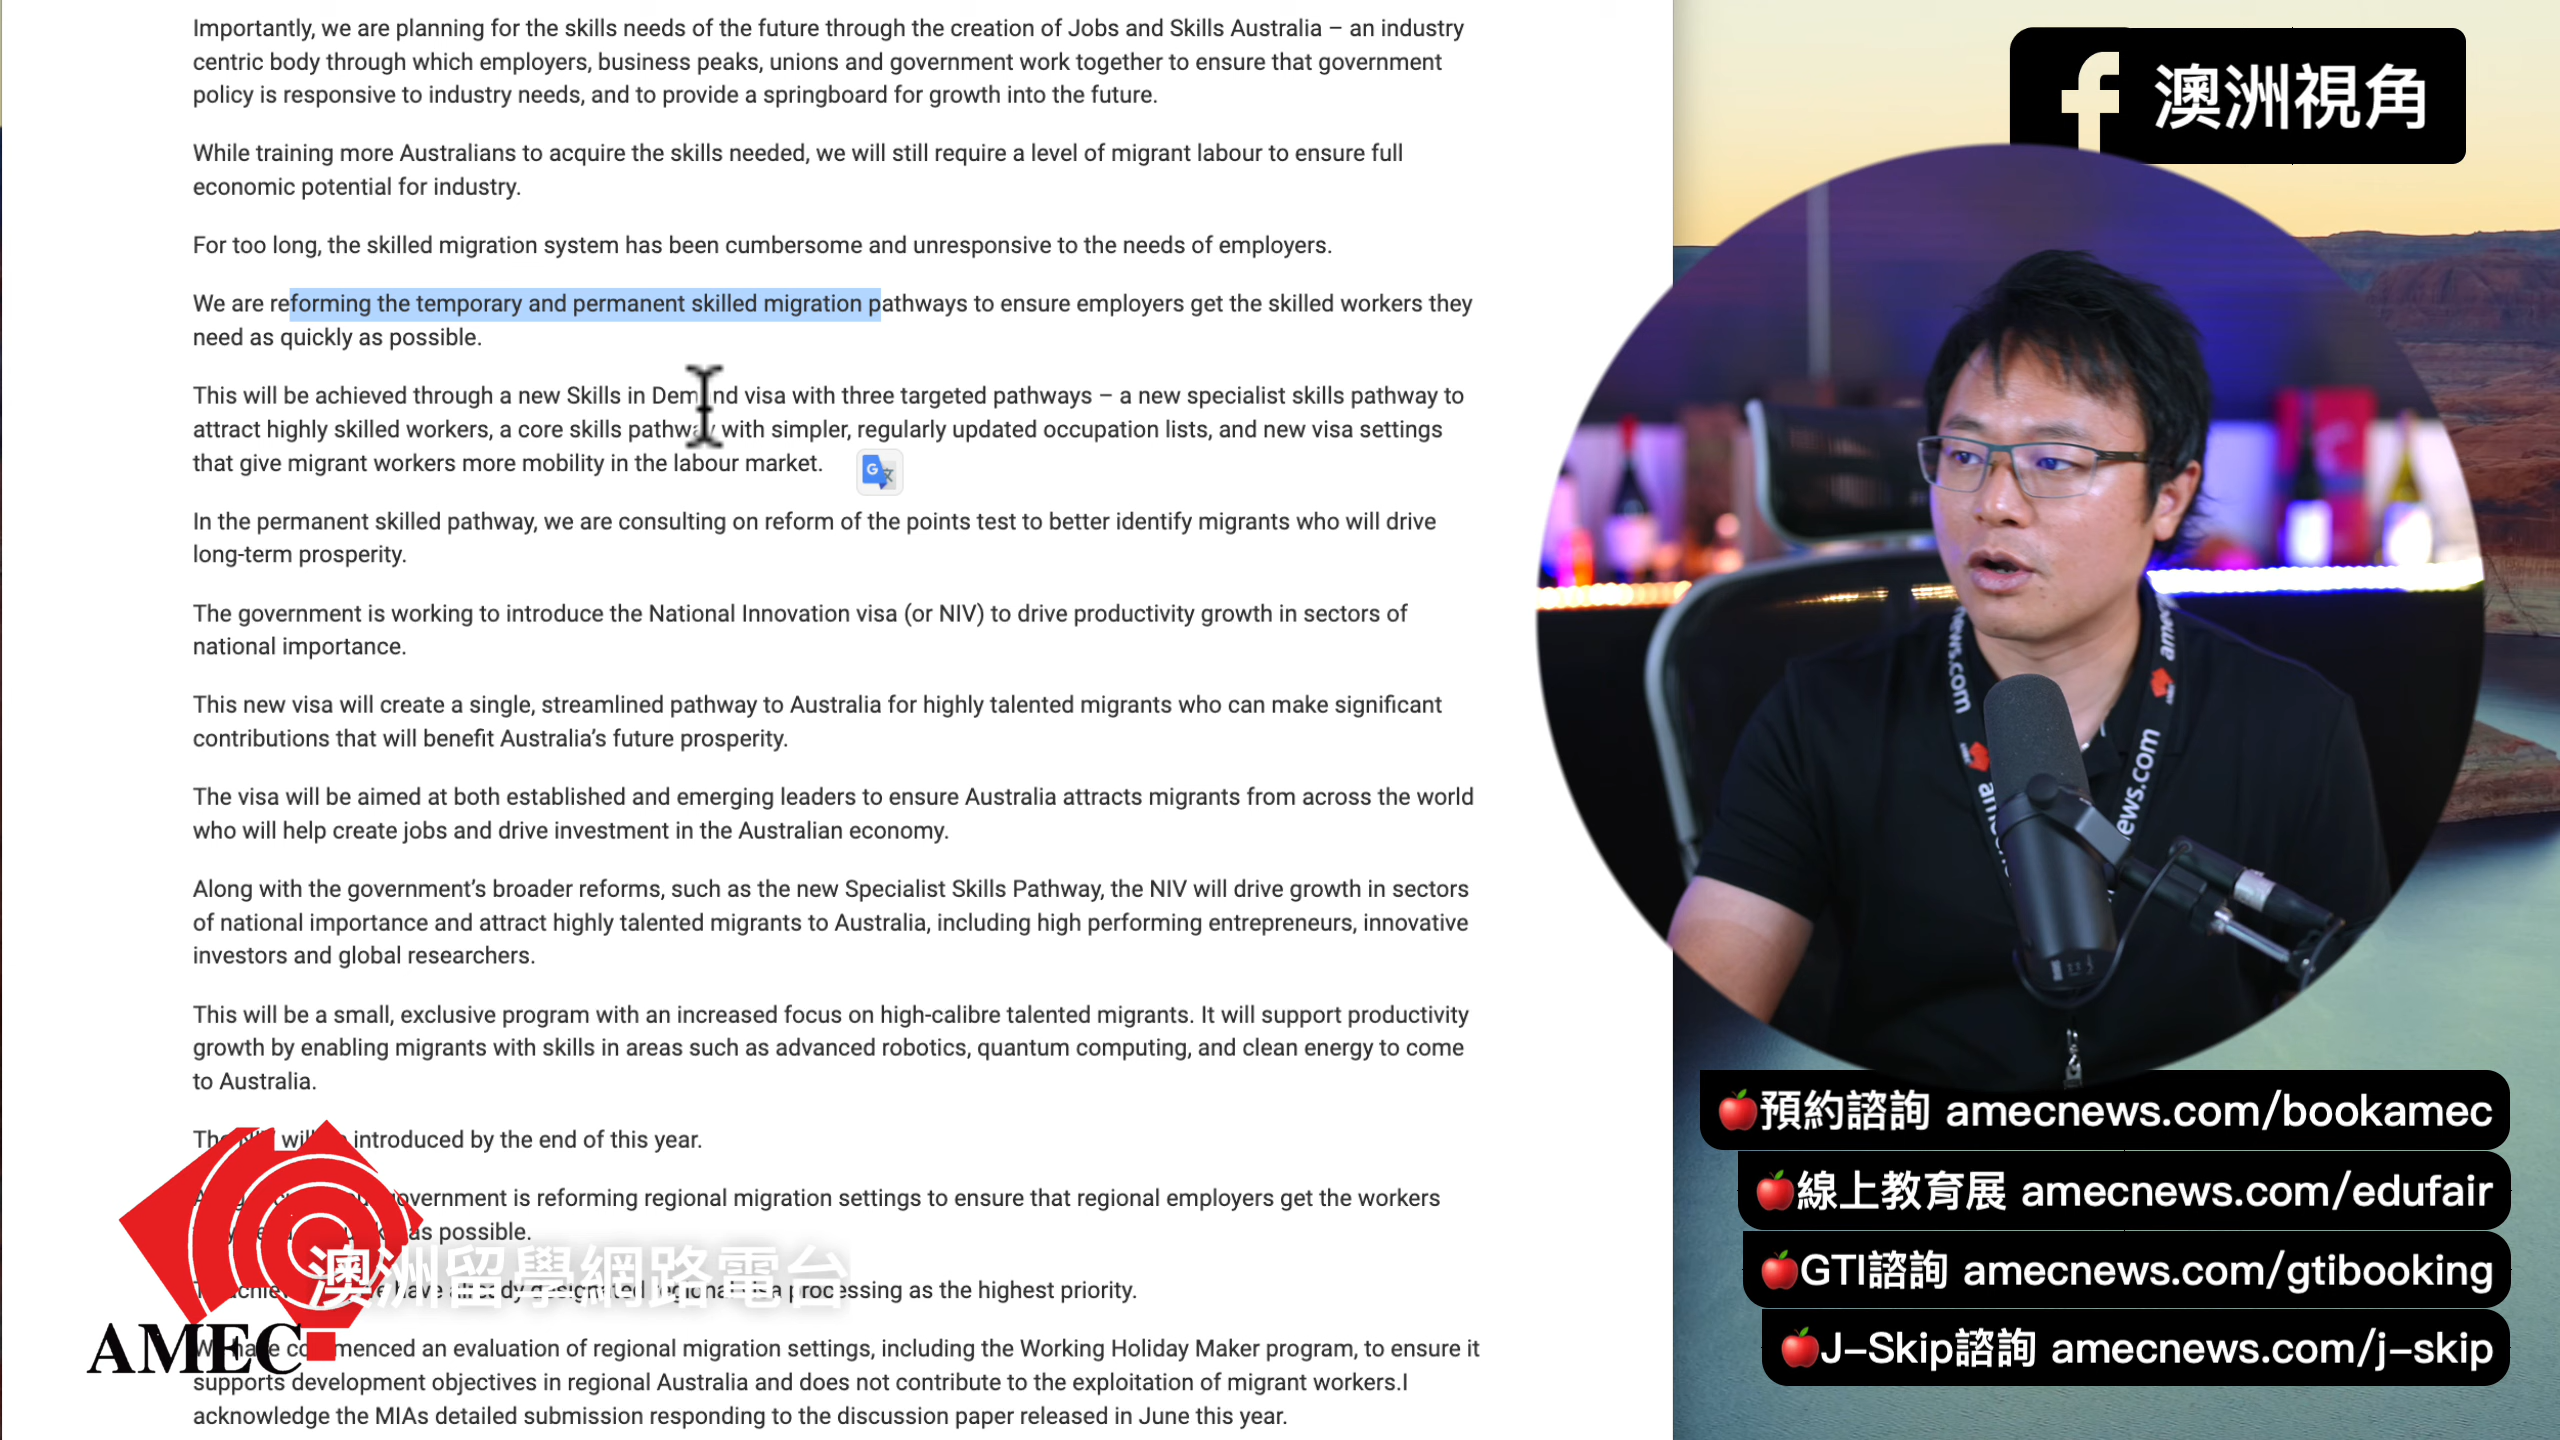 Importantly, we are planning for the skills needs of the future through the creation of Jobs and Skills Australia – an industry
centric body through which employers, business peaks, unions and government work together to ensure that government
policy is responsive to industry needs, and to provide a springboard for growth into the future.
While training more Australians to acquire the skills needed, we will still require a level of migrant labour to ensure full
economic potential for industry.
For too long, the skilled migration system has been cumbersome and unresponsive to the needs of employers.
We are reforming the temporary and permanent skilled migration pathways to ensure employers get the skilled workers they
need as quickly as possible.
This will be achieved through a new Skills in Demand visa with three targeted pathways – a new specialist skills pathway to
attract highly skilled workers, a core skills pathway with simpler, regularly updated occupation lists, and new visa settings
that give migrant workers more mobility in the labour market.
In the permanent skilled pathway, we are consulting on reform of the points test to better identify migrants who will drive
long-term prosperity.
The government is working to introduce the National Innovation visa (or NIV) to drive productivity growth in sectors of
national importance.
This new visa will create a single, streamlined pathway to Australia for highly talented migrants who can make significant
contributions that will benefit Australia’s future prosperity.
The visa will be aimed at both established and emerging leaders to ensure Australia attracts migrants from across the world
who will help create jobs and drive investment in the Australian economy.
Along with the government’s broader reforms, such as the new Specialist Skills Pathway, the NIV will drive growth in sectors
of national importance and attract highly talented migrants to Australia, including high performing entrepreneurs, innovative
investors and global researchers.
This will be a small, exclusive program with an increased focus on high-calibre talented migrants. It will support productivity
growth by enabling migrants with skills in areas such as advanced robotics, quantum computing, and clean energy to come
to Australia.
The NIV will introduced by the end of this year.
government is reforming regional migration settings to ensure that regional employers get the workers
as possible.
have already designated regional visa processing as the highest priority.
We have commenced an evaluation of regional migration settings, including the Working Holiday Maker program, to ensure it
supports development objectives in regional Australia and does not contribute to the exploitation of migrant workers.I
acknowledge the MIAs detailed submission responding to the discussion paper released in June this year.
澳洲留學網路電台
AMEC
f 澳洲視角
news.com
amec
news.com
🍎預約諮詢 amecnews.com/bookamec
🍎線上教育展 amecnews.com/edufair
🍎GTI諮詢 amecnews.com/gtibooking
🍎J-Skip諮詢 amecnews.com/j-skip